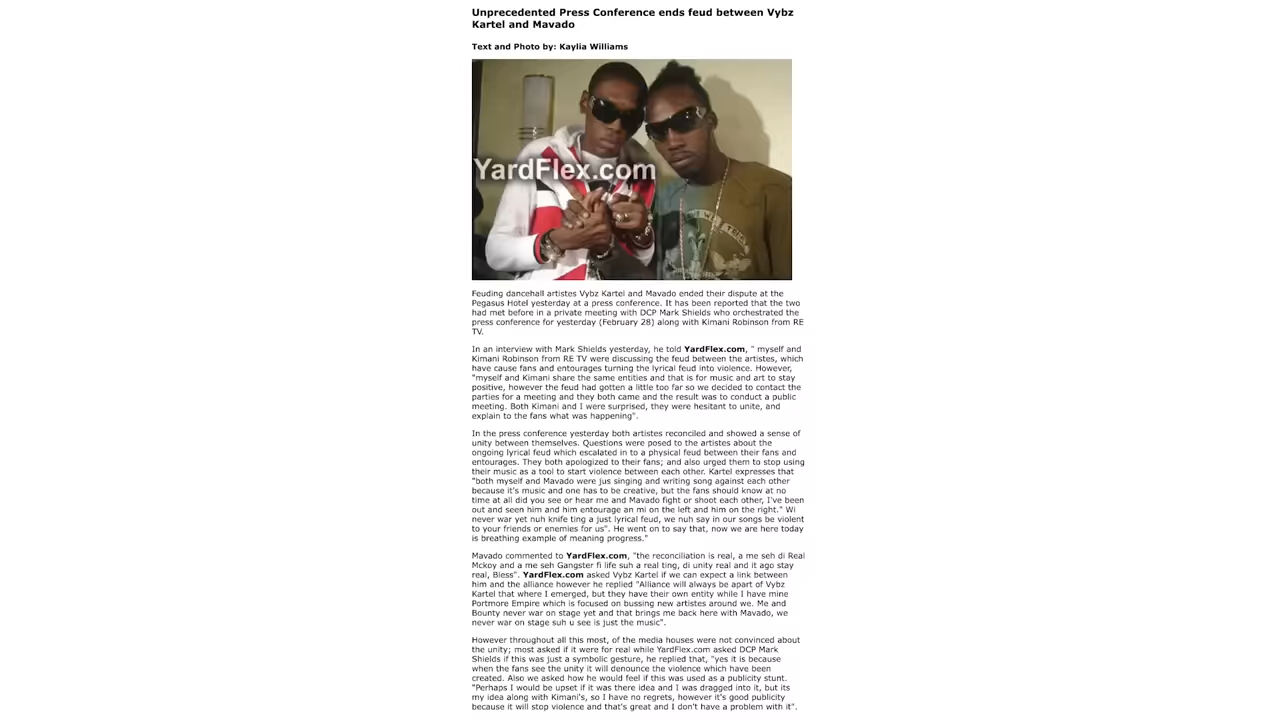 Unprecedented Press Conference ends feud between Vybz
Kartel and Mavado
Text and Photo by: Kaylia Williams
YardFlex.com
Feuding dancehall artistes Vybz Kartel and Mavado ended their dispute at the
Pegasus Hotel yesterday at a press conference. It has been reported that the two
had met before in a private meeting with DCP Mark Shields who orchestrated the
press conference for yesterday (February 28) along with Kimani Robinson from RE
TV.
In an interview with Mark Shields yesterday, he told YardFlex.com, " myself and
Kimani Robinson from RE TV were discussing the feud between the artistes, which
have cause fans and entourages turning the lyrical feud into violence. However,
"myself and Kimani share the same entities and that is for music and art to stay
positive, however the feud had gotten a little too far so we decided to contact the
parties for a meeting and they both came and the result was to conduct a public
meeting. Both Kimani and I were surprised, they were hesitant to unite, and
explain to the fans what was happening".
In the press conference yesterday both artistes reconciled and showed a sense of
unity between themselves. Questions were posed to the artistes about the
ongoing lyrical feud which escalated in to a physical feud between their fans and
entourages. They both apologized to their fans; and also urged them to stop using
their music as a tool to start violence between each other. Kartel expresses that
"both myself and Mavado were jus singing and writing song against each other
because it's music and one has to be creative, but the fans should know at no
time at all did you see or hear me and Mavado fight or shoot each other, I've been
out and seen him and him entourage an mi on the left and him on the right." Wi
never war yet nuh knife ting a just lyrical feud, we nuh say in our songs be violent
to your friends or enemies for us". He went on to say that, now we are here today
is breathing example of meaning progress."
Mavado commented to YardFlex.com, "the reconciliation is real, a me seh di Real
Mckoy and a me seh Gangster fi life suh a real ting, di unity real and it ago stay
real, Bless". YardFlex.com asked Vybz Kartel if we can expect a link between
him and the alliance however he replied "Alliance will always be apart of Vybz
Kartel that where I emerged, but they have their own entity while I have mine
Portmore Empire which is focused on bussing new artistes around we. Me and
Bounty never war on stage yet and that brings me back here with Mavado, we
never war on stage suh u see is just the music".
However throughout all this most, of the media houses were not convinced about
the unity; most asked if it were for real while YardFlex.com asked DCP Mark
Shields if this was just a symbolic gesture, he replied that, "yes it is because
when the fans see the unity it will denounce the violence which have been
created. Also we asked how he would feel if this was used as a publicity stunt.
"Perhaps I would be upset if it was there idea and I was dragged into it, but its
my idea along with Kimani's, so I have no regrets, however it's good publicity
because it will stop violence and that's great and I don't have a problem with it".